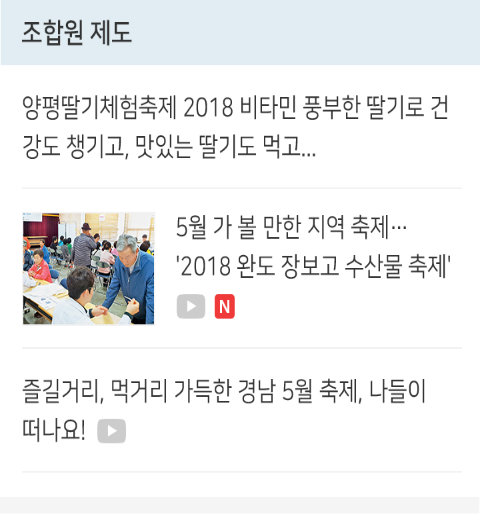 조합원 제도
양평딸기체험축제 2018 비타민 풍부한 딸기로 건
강도 챙기고, 맛있는 딸기도 먹고...
5월 가 볼 만한 지역 축제…
'2018 완도 장보고 수산물 축제'
N
즐길거리, 먹거리 가득한 경남 5월 축제, 나들이
떠나요!